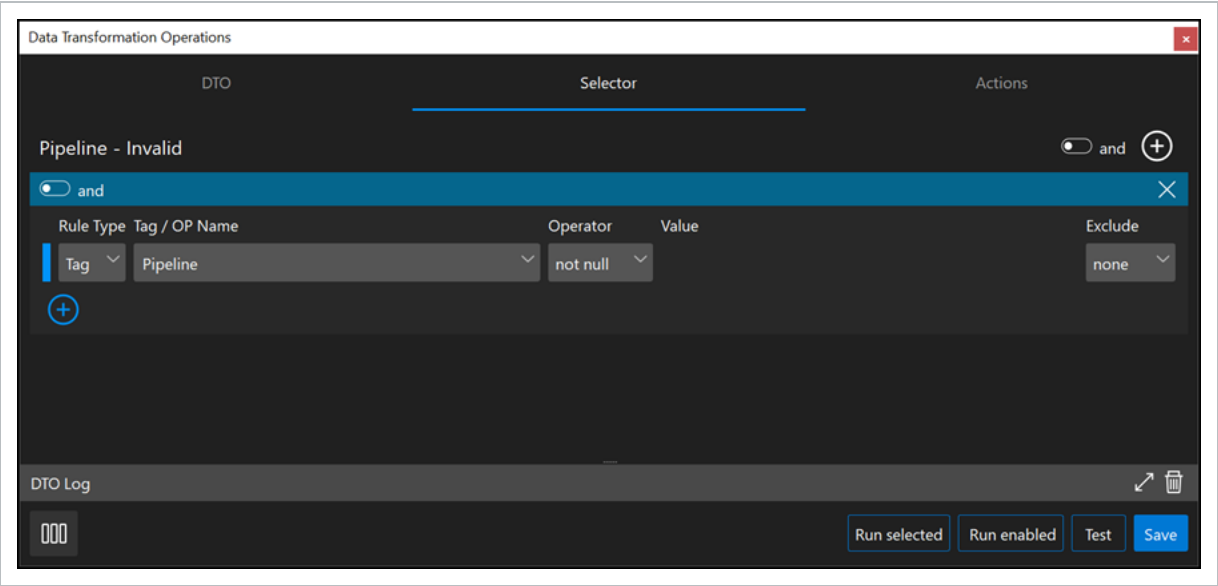 Data Transformation Operations
DTO Selector Actions
Pipeline - Invalid and
and
Rule Type Tag / OP Name Operator Value Exclude
Tag Pipeline not null none
DTO Log
Run selected Run enabled Test Save